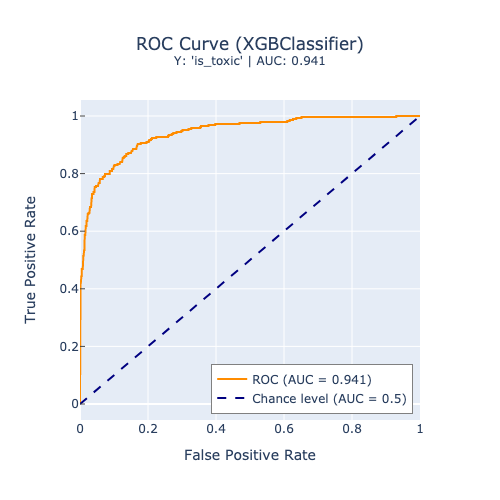 ROC Curve (XGBClassifier)
Y: 'is_toxic' | AUC: 0.941
1
0.8
0.6
0.4
0.2
0
True Positive Rate
ROC (AUC = 0.941)
Chance level (AUC = 0.5)
0 0.2 0.4 0.6 0.8 1
False Positive Rate